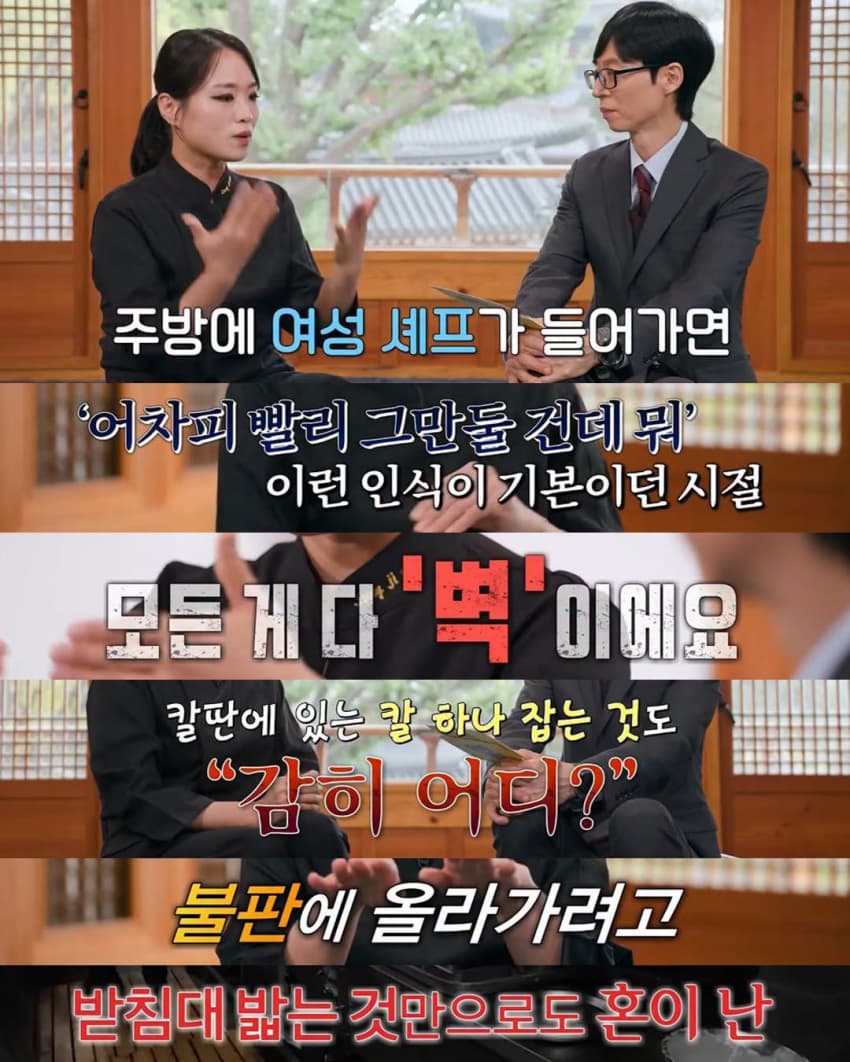 주방에 여성 셰프가 들어가면
‘어차피 빨리 그만둘 건데 뭐’
이런 인식이 기본이던 시절
모든 게 다 '벽'이에요
칼판에 있는 칼 하나 잡는 것도
“감히 어디?”
불판에 올라가려고
받침대 밟는 것만으로도 혼이 난